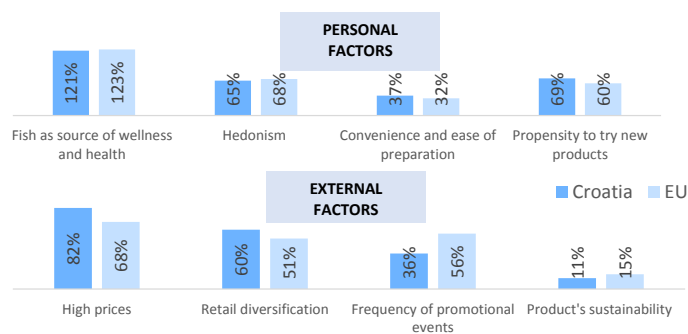 PERSONAL
FACTORS
121%
123%
65%
68%
37%
32%
69%
60%
Fish as source of wellness
and health
Hedonism
Convenience and ease of
preparation
Propensity to try new
products
EXTERNAL
FACTORS
Croatia
EU
82%
68%
60%
51%
36%
56%
11%
15%
High prices
Retail diversification
Frequency of promotional
events
Product's sustainability